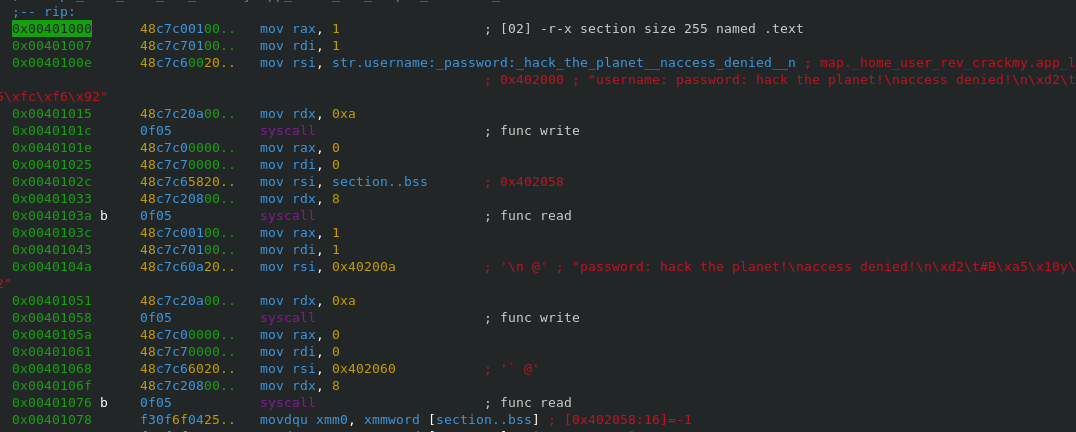 ;-- rip:
0x00401000 48c7c00100.. mov rax, 1 ; [02] -r-x section size 255 named .text
0x00401007 48c7c70100.. mov rdi, 1
0x0040100e 48c7c60020.. mov rsi, str.username:_password:_hack_the_planet__naccess_denied__n ; map._home_user_rev_crackmy.app_l
; 0x402000 ; "username: password: hack the planet!\naccess denied!\n\xd2\t
6\xfc\xf6\x92"
0x00401015 48c7c20a00.. mov rdx, 0xa
0x0040101c 0f05 syscall ; func write
0x0040101e 48c7c00000.. mov rax, 0
0x00401025 48c7c70000.. mov rdi, 0
0x0040102c 48c7c65820.. mov rsi, section..bss ; 0x402058
0x00401033 48c7c20800.. mov rdx, 8
0x0040103a b 0f05 syscall ; func read
0x0040103c 48c7c00100.. mov rax, 1
0x00401043 48c7c70100.. mov rdi, 1
0x0040104a 48c7c60a20.. mov rsi, 0x40200a ; '\n @' ; "password: hack the planet!\naccess denied!\n\xd2\t#B\xa5\x10y\
2"
0x00401051 48c7c20a00.. mov rdx, 0xa
0x00401058 0f05 syscall ; func write
0x0040105a 48c7c00000.. mov rax, 0
0x00401061 48c7c70000.. mov rdi, 0
0x00401068 48c7c66020.. mov rsi, 0x402060 ; '` @'
0x0040106f 48c7c20800.. mov rdx, 8
0x00401076 b 0f05 syscall ; func read
0x00401078 f30f6f0425.. movdqu xmm0, xmmword [section..bss] ; [0x402058:16]=-1